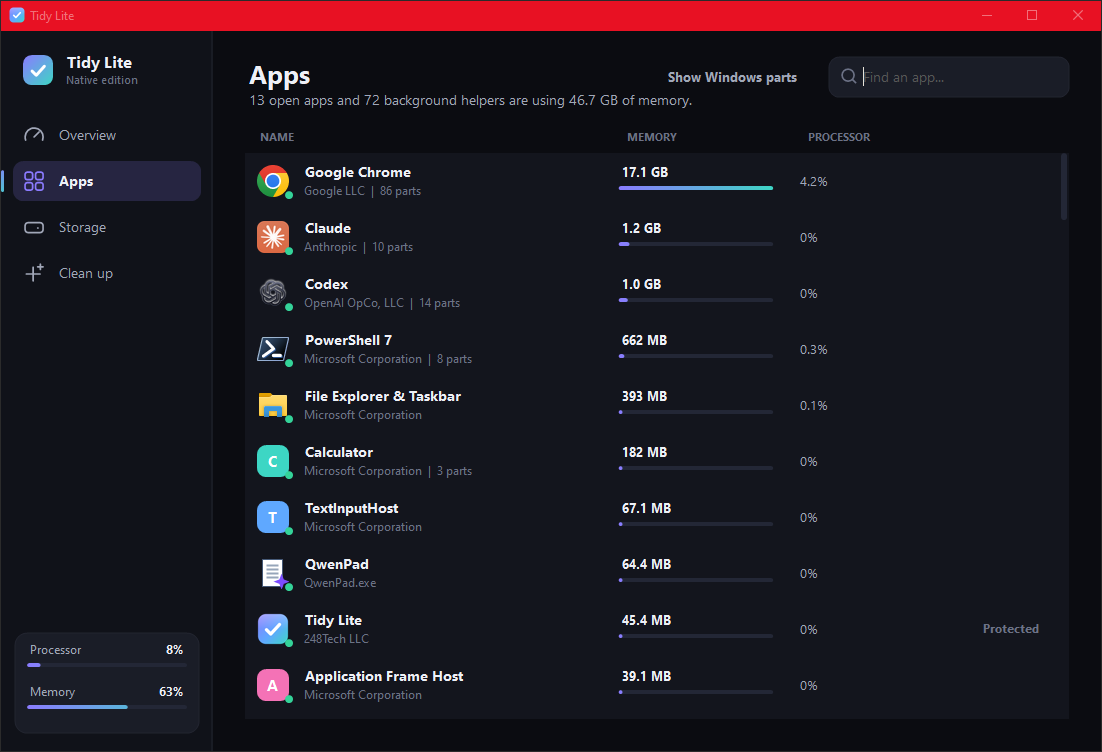 Tidy Lite
Tidy Lite
Native edition
Overview
Apps
Storage
Clean up
Processor 8%
Memory 63%
Apps
13 open apps and 72 background helpers are using 46.7 GB of memory.
Show Windows parts
Find an app...
NAME MEMORY PROCESSOR
Google Chrome 17.1 GB
Google LLC | 86 parts 4.2%
Claude 1.2 GB
Anthropic | 10 parts 0%
Codex 1.0 GB
OpenAI OpCo, LLC | 14 parts 0%
PowerShell 7 662 MB
Microsoft Corporation | 8 parts 0.3%
File Explorer & Taskbar 393 MB
Microsoft Corporation 0.1%
C
Calculator 182 MB
Microsoft Corporation | 3 parts 0%
T
TextInputHost 67.1 MB
Microsoft Corporation 0%
QwenPad 64.4 MB
QwenPad.exe 0%
Tidy Lite 45.4 MB
248Tech LLC 0% Protected
A
Application Frame Host 39.1 MB
Microsoft Corporation 0%